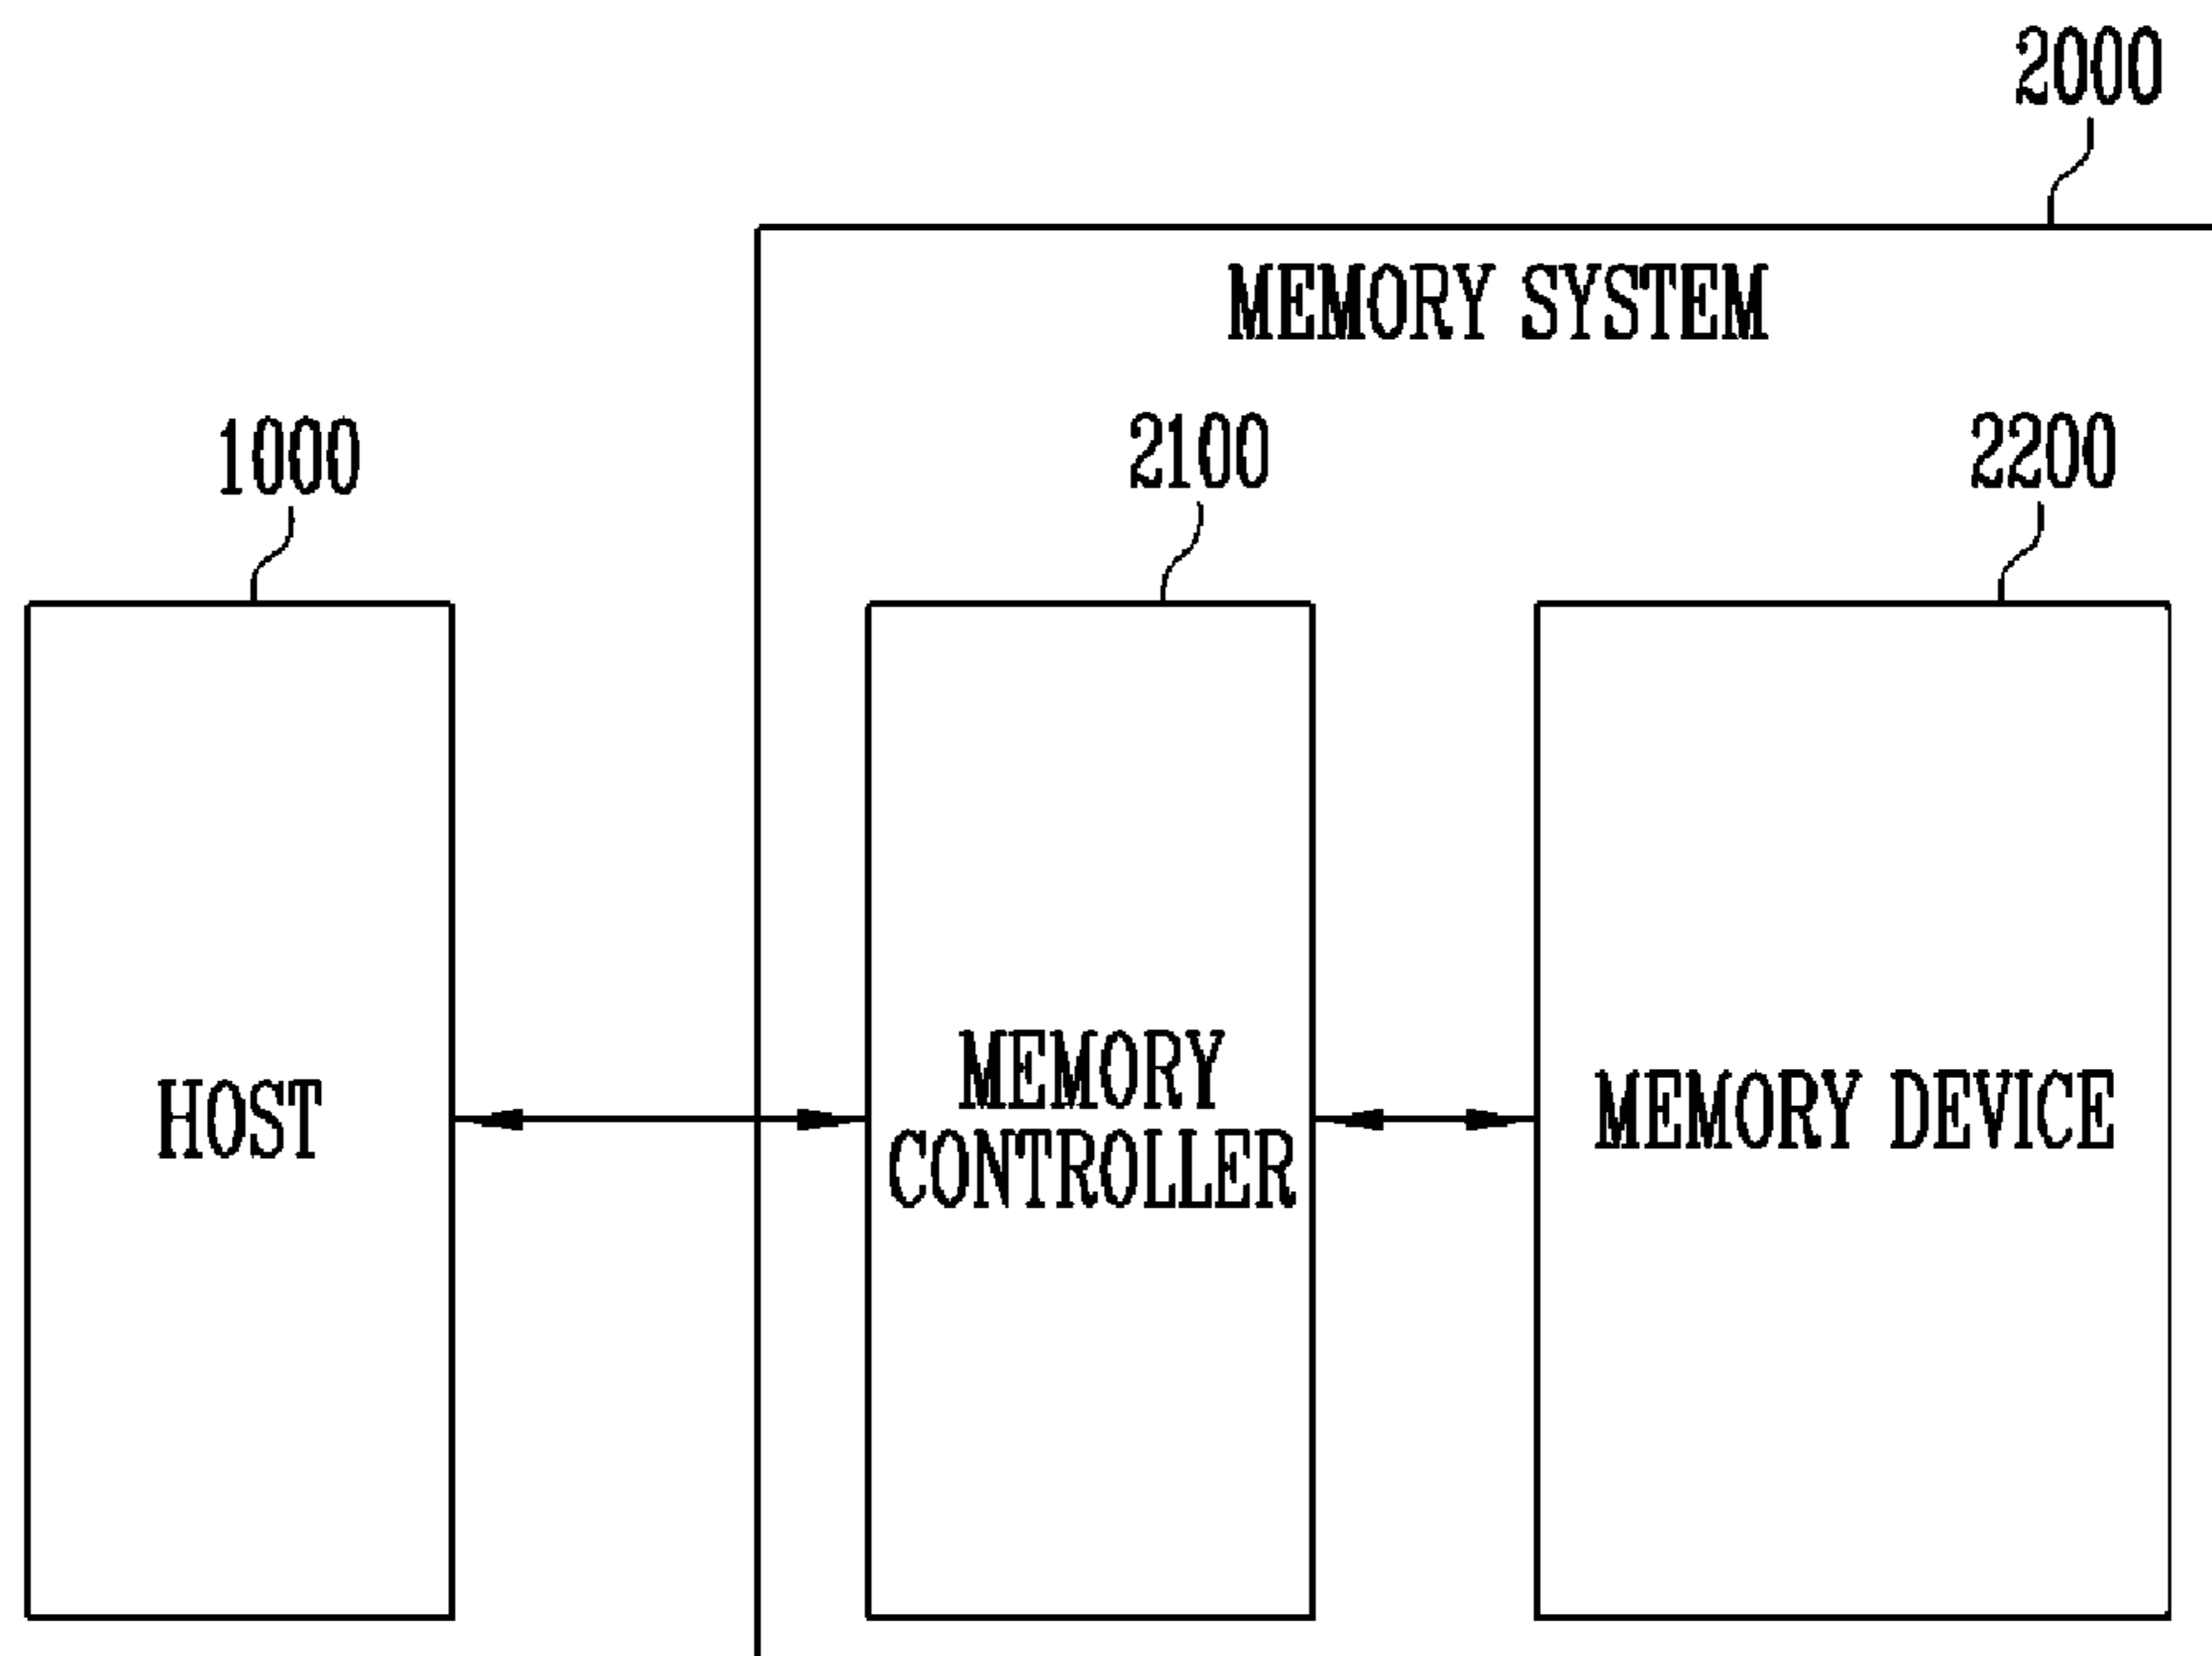 2000
MEMORY SYSTEM
1000
2100
2200
HOST
MEMORY
CONTROLLER
MEMORY DEVICE